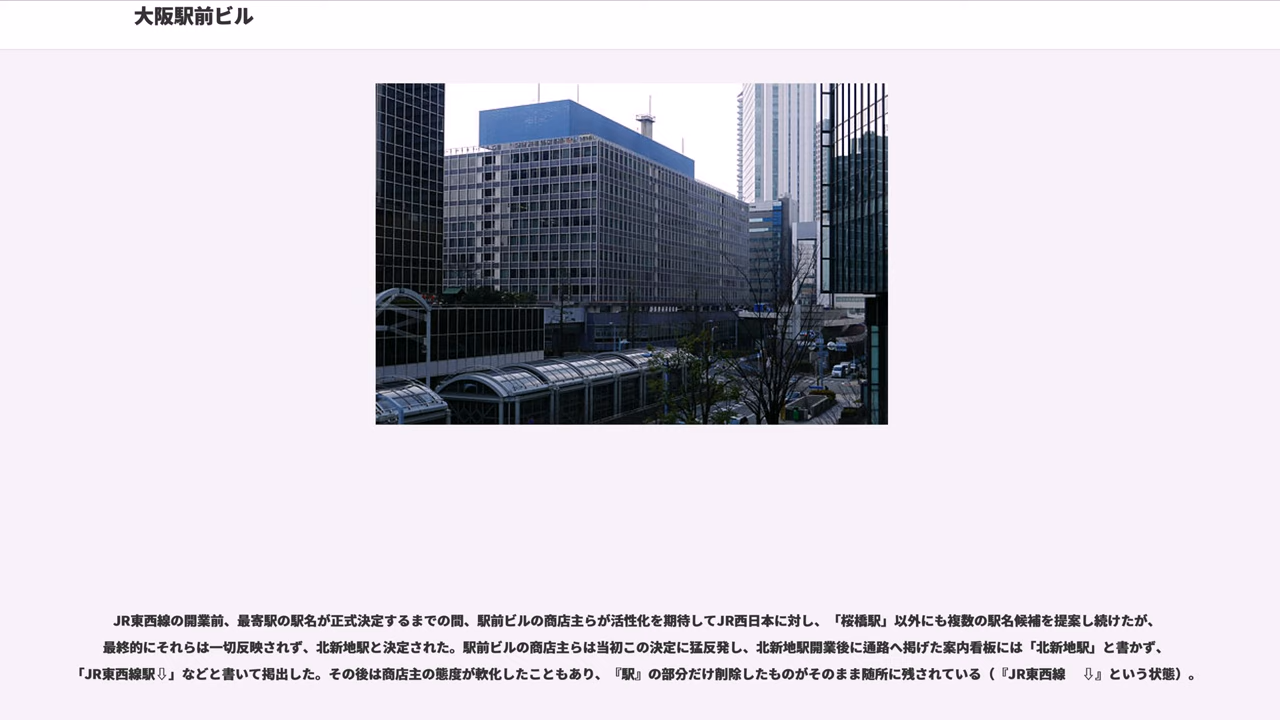 大阪駅前ビル
JR東西線の開業前、最寄駅の駅名が正式決定するまでの間、駅前ビルの商店主らが活性化を期待してJR西日本に対し、「桜橋駅」以外にも複数の駅名候補を提案し続けたが、
最終的にそれらは一切反映されず、北新地駅と決定された。駅前ビルの商店主らは当初この決定に猛反発し、北新地駅開業後に通路へ掲げた案内看板には「北新地駅」と書かず、
「JR東西線駅⇩」などと書いて掲出した。その後は商店主の態度が軟化したこともあり、『駅』の部分だけ削除したものがそのまま随所に残されている（『JR東西線　⇩』という状態）。